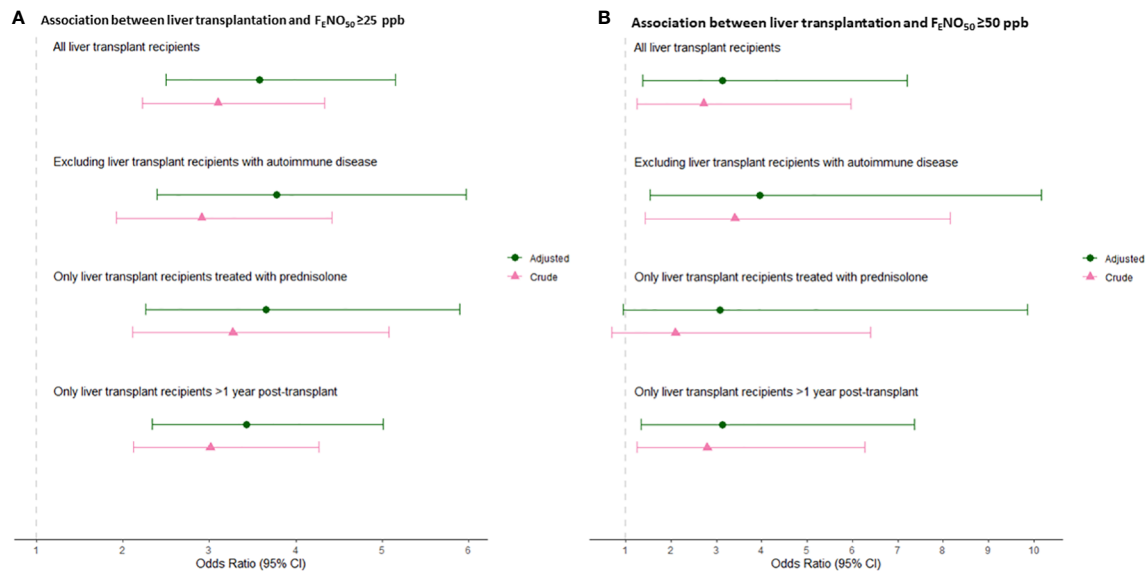 A Association between liver transplantation and FENO50 ≥25 ppb
All liver transplant recipients
Excluding liver transplant recipients with autoimmune disease
Only liver transplant recipients treated with prednisolone
Only liver transplant recipients >1 year post-transplant
Adjusted
Crude
1 2 3 4 5 6
Odds Ratio (95% CI)
B Association between liver transplantation and FENO50 ≥50 ppb
All liver transplant recipients
Excluding liver transplant recipients with autoimmune disease
Only liver transplant recipients treated with prednisolone
Only liver transplant recipients >1 year post-transplant
Adjusted
Crude
1 2 3 4 5 6 7 8 9 10
Odds Ratio (95% CI)